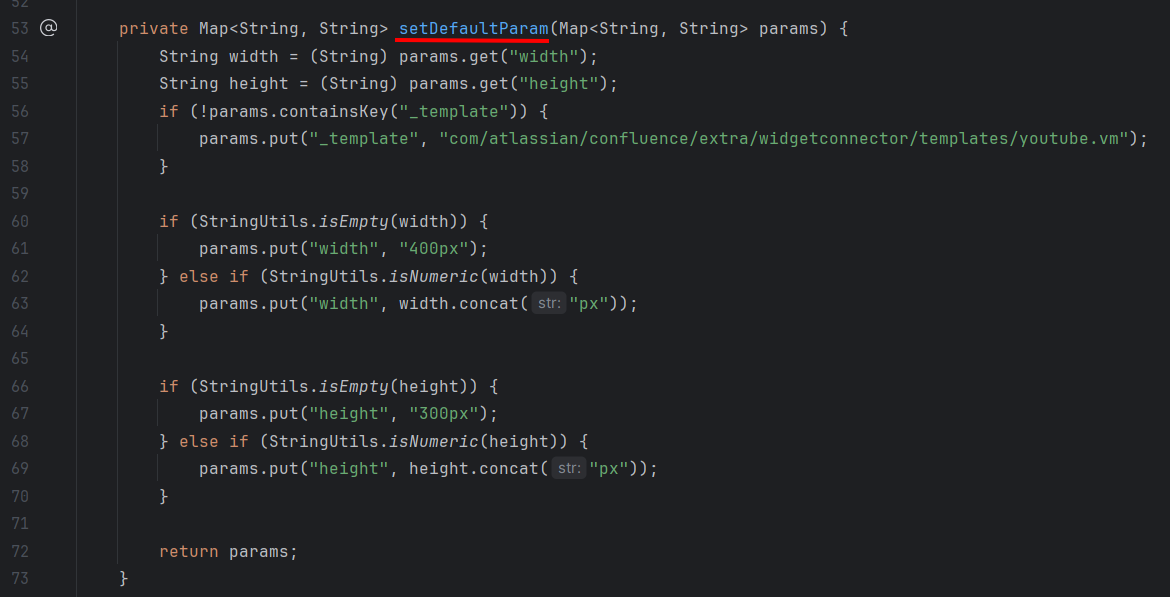 52
53 @ private Map<String, String> setDefaultParam(Map<String, String> params) {
54 String width = (String) params.get("width");
55 String height = (String) params.get("height");
56 if (!params.containsKey("_template")) {
57 params.put("_template", "com/atlassian/confluence/extra/widgetconnector/templates/youtube.vm");
58 }
59
60 if (StringUtils.isEmpty(width)) {
61 params.put("width", "400px");
62 } else if (StringUtils.isNumeric(width)) {
63 params.put("width", width.concat( str: "px"));
64 }
65
66 if (StringUtils.isEmpty(height)) {
67 params.put("height", "300px");
68 } else if (StringUtils.isNumeric(height)) {
69 params.put("height", height.concat( str: "px"));
70 }
71
72 return params;
73 }